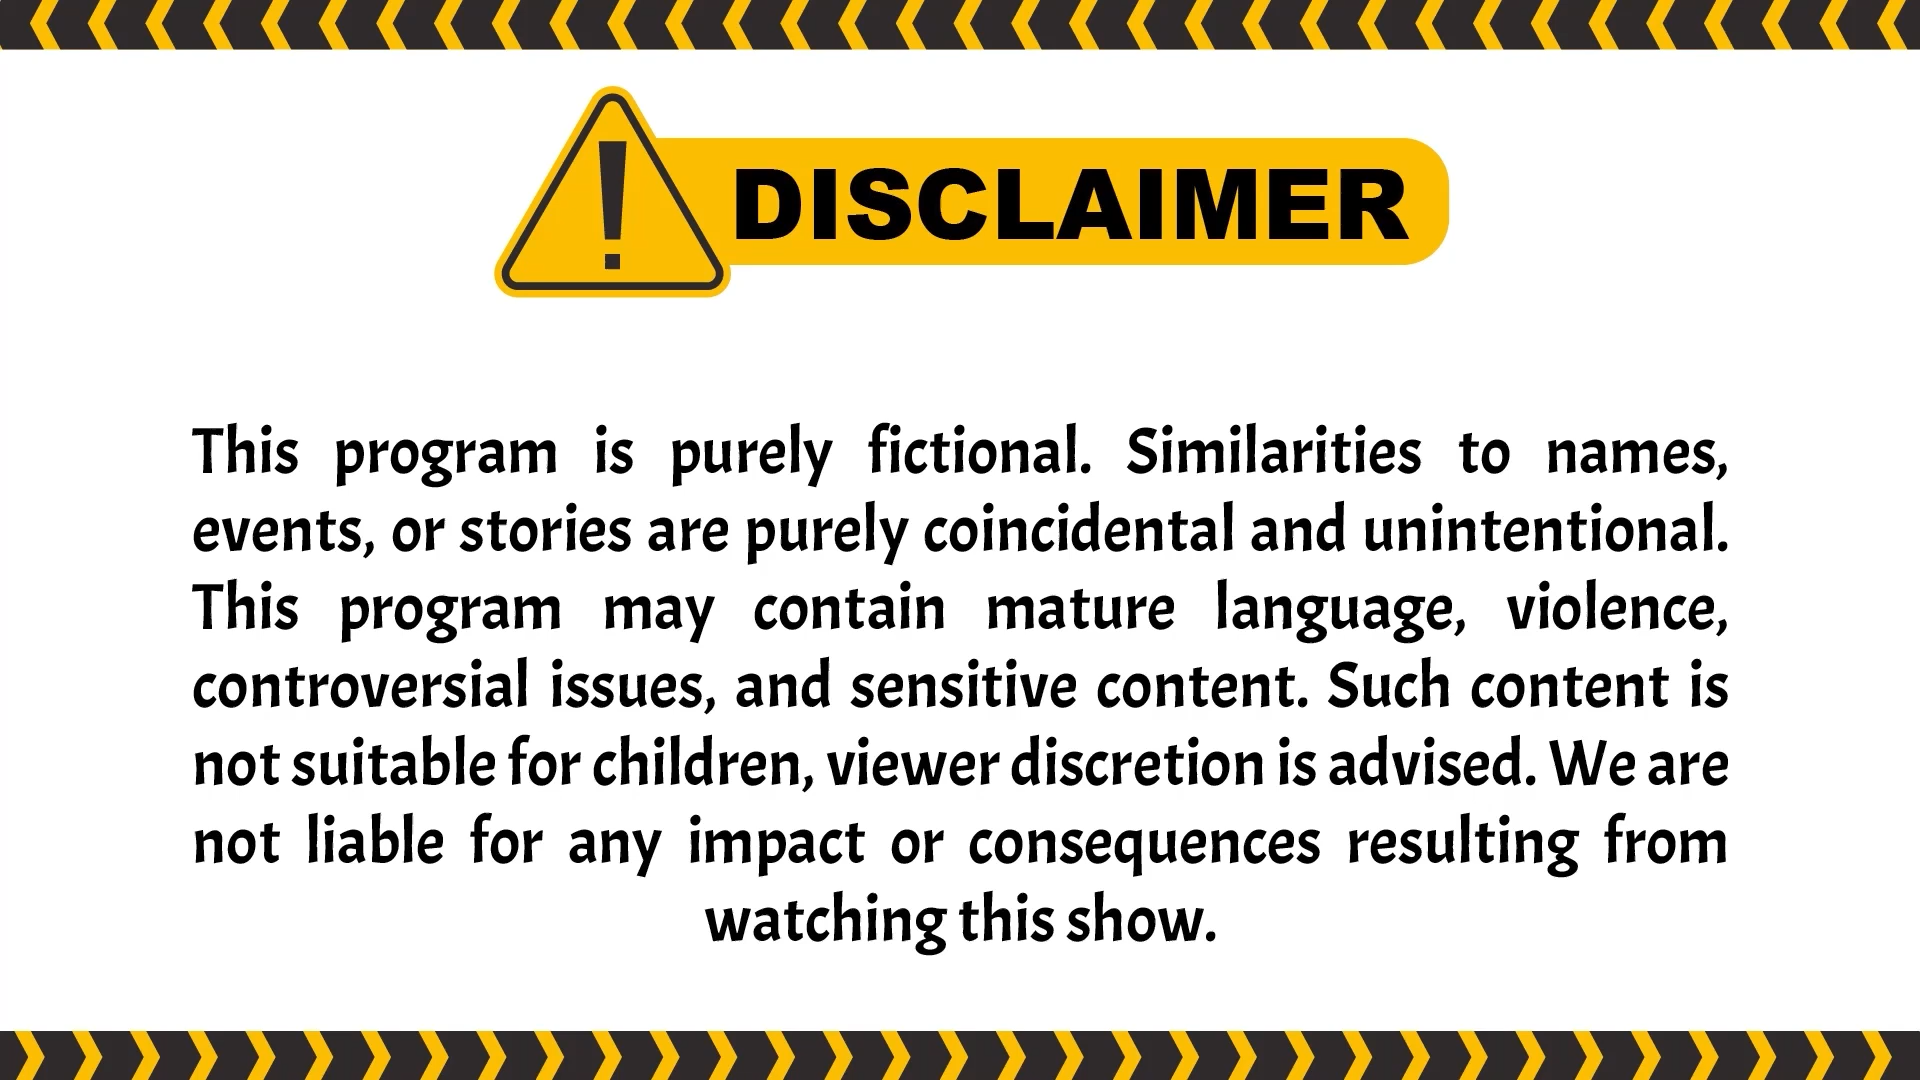 DISCLAIMER
This program is purely fictional. Similarities to names,
events, or stories are purely coincidental and unintentional.
This program may contain mature language, violence,
controversial issues, and sensitive content. Such content is
not suitable for children, viewer discretion is advised. We are
not liable for any impact or consequences resulting from
watching this show.